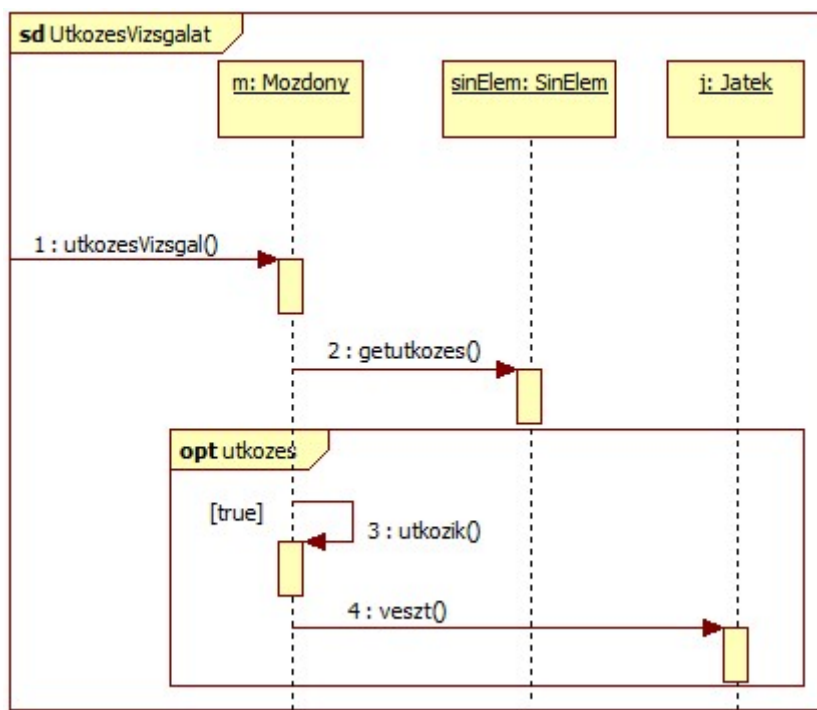 sd UtkozesVizsgalat
m: Mozdony
sinElem: SinElem
j: Jatek
1 : utkozesVizsgal()
2 : getutkozes()
opt utkozes
[true]
3 : utkozik()
4 : veszt()